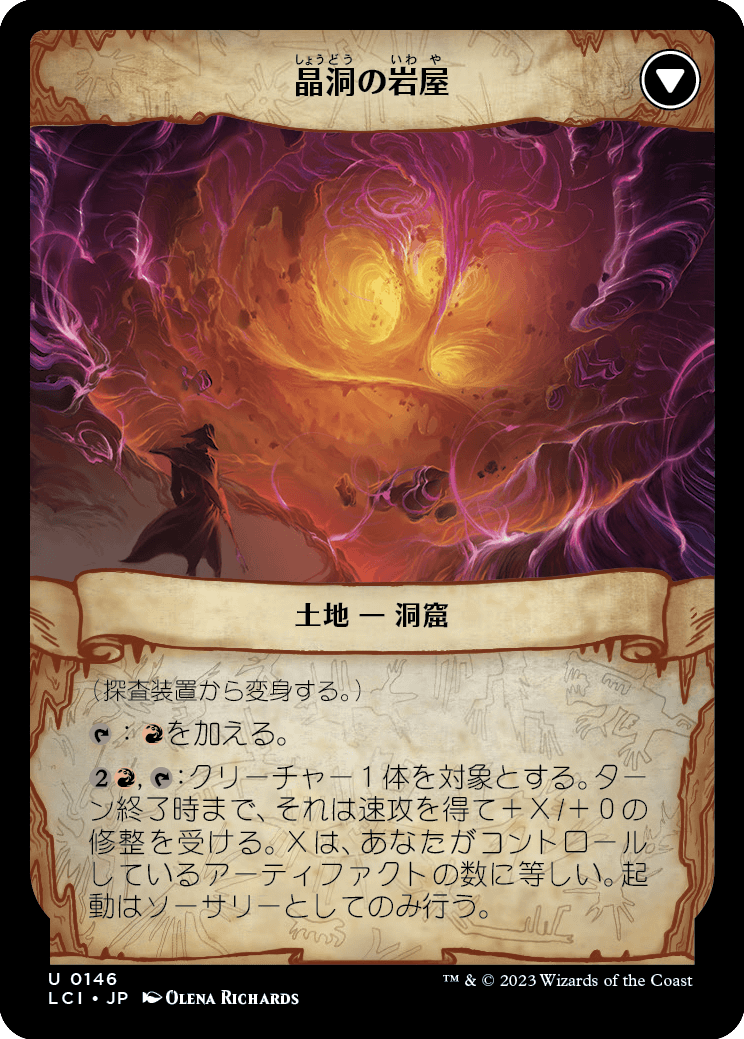 しょうどう いわ や
晶洞の岩屋
土地 — 洞窟
（探査装置から変身する。）
：を加える。
2 , ：クリーチャー１体を対象とする。ター
ン終了時まで、それは速攻を得て＋Ｘ/＋０の
修整を受ける。Ｘは、あなたがコントロール
しているアーティファクトの数に等しい。起
動はソーサリーとしてのみ行う。
U 0146
LCI • JP OLENA RICHARDS
™ & © 2023 Wizards of the Coast